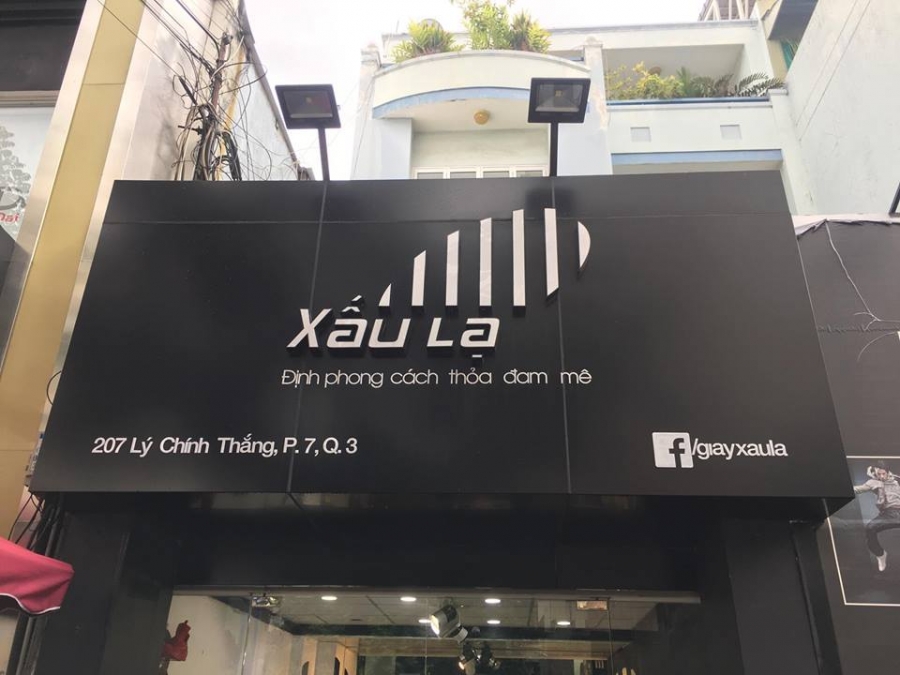 Xấu Lạ
Định phong cách thỏa đam mê
207 Lý Chính Thắng, P. 7, Q. 3
f/giayxaula